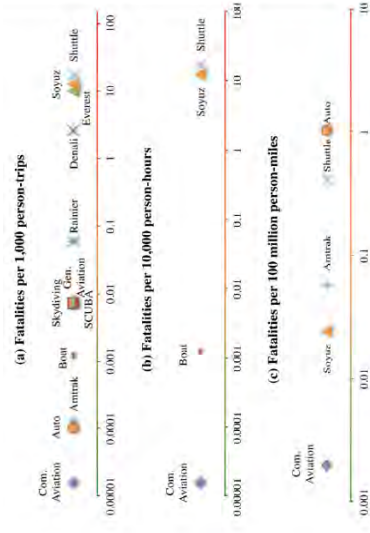 (a) Fatalities per 1,000 person-trips
Com.
Aviation
Auto
Amtrak
Boat
Skydiving
Gen.
Aviation
SCUBA
Rainier
Denali
Everest
Soyuz
Shuttle
0.00001
0.0001
0.001
0.01
0.1
1
10
100
(b) Fatalities per 10,000 person-hours
Boat
Soyuz
Shuttle
0.00001
0.0001
0.001
0.01
0.1
1
10
100
(c) Fatalities per 100 million person-miles
Com.
Aviation
Soyuz
Amtrak
Shuttle
Auto
0.001
0.01
0.1
1
10